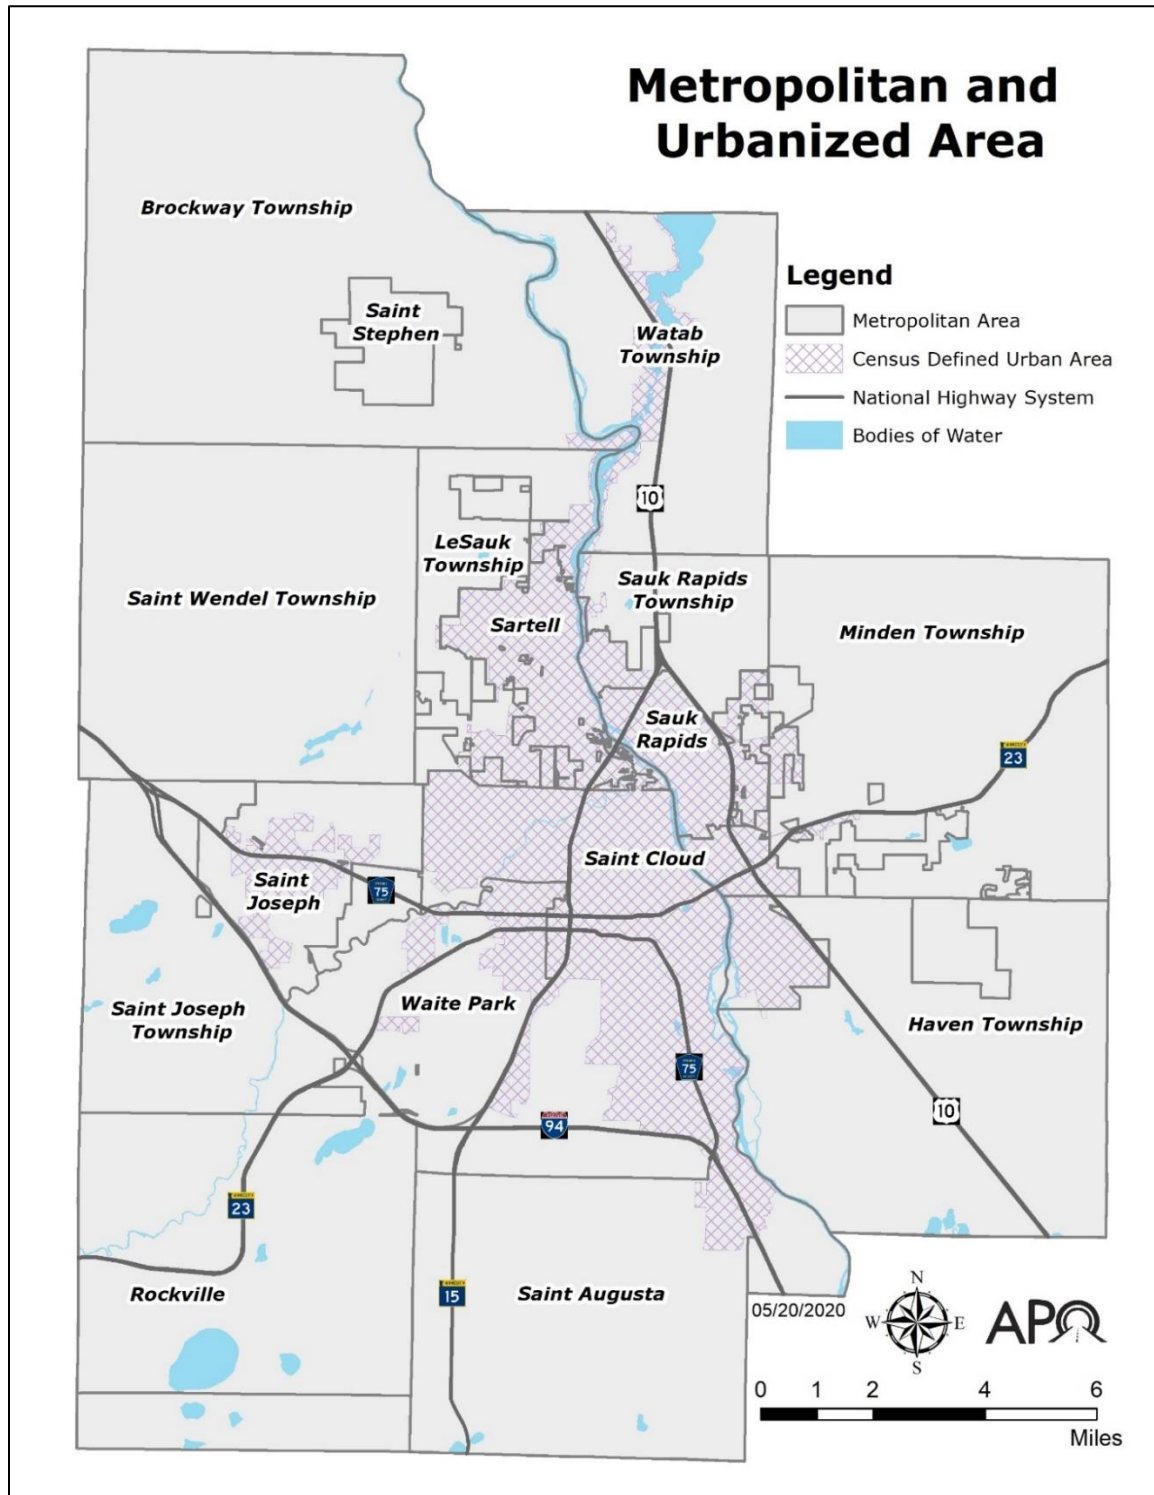 Metropolitan and
Urbanized Area
Brockway Township
Legend
Saint
Stephen
Metropolitan Area
Watab
Township
Census Defined Urban Area
National Highway System
Bodies of Water
10
LeSauk
Township
Sauk Rapids
Township
Saint Wendel Township
Sartell
Minden Township
Sauk
Rapids
23
Saint Cloud
Saint
Joseph
75
Waite Park
Saint Joseph
Township
Haven Township
75
10
94
23
Rockville
15
Saint Augusta
05/20/2020
N
W
E
S
APO
0 1 2 4 6
Miles